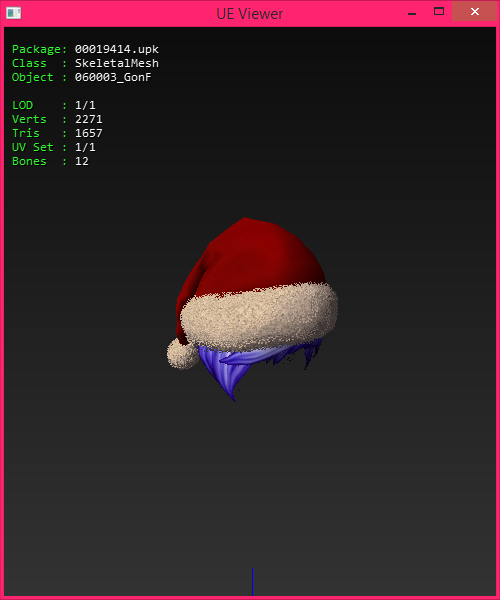 UE Viewer
Package: 00019414.upk
Class  : SkeletalMesh
Object : 060003_GonF
LOD    : 1/1
Verts  : 2271
Tris   : 1657
UV Set : 1/1
Bones  : 12